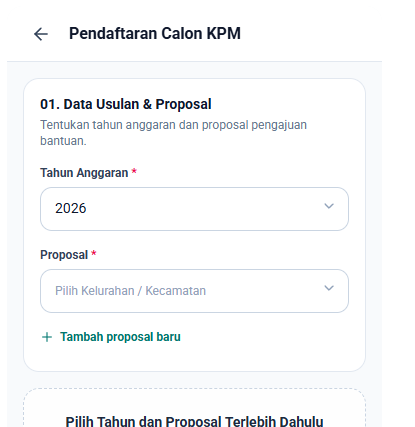 Pendaftaran Calon KPM
01. Data Usulan & Proposal
Tentukan tahun anggaran dan proposal pengajuan
bantuan.
Tahun Anggaran *
2026
Proposal *
Pilih Kelurahan / Kecamatan
+ Tambah proposal baru
Pilih Tahun dan Proposal Terlebih Dahulu